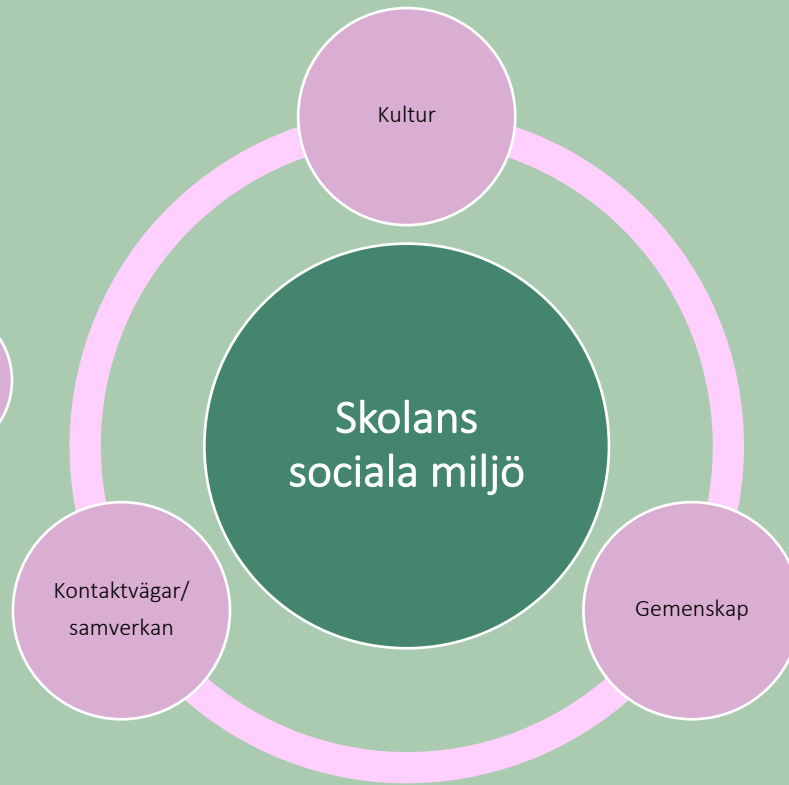 Kultur
Skolans
sociala miljö
Kontaktvägar/
samverkan
Gemenskap